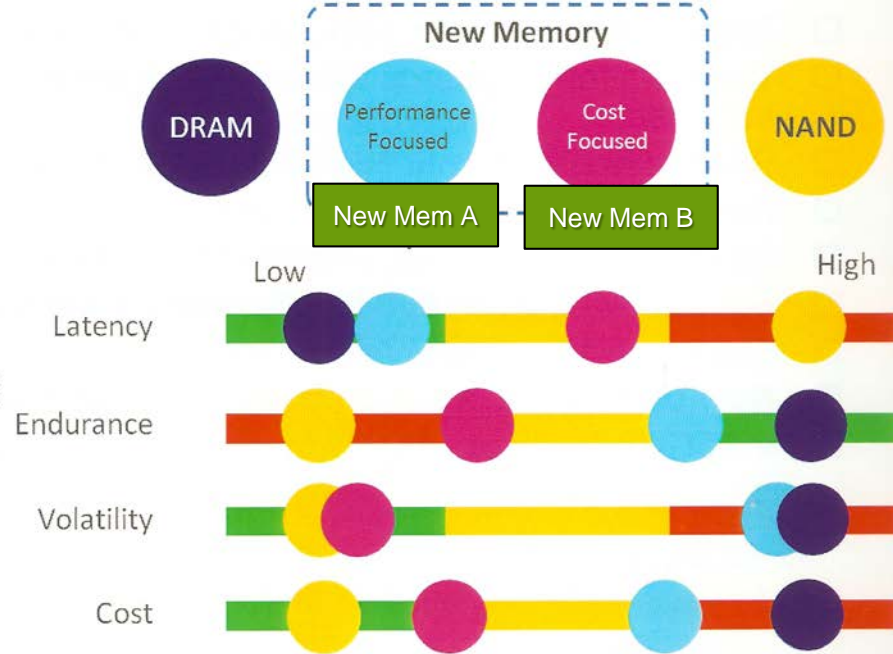 New Memory
DRAM
Performance
Focused
Cost
Focused
NAND
New Mem A
New Mem B
Low
High
Latency
Endurance
Volatility
Cost